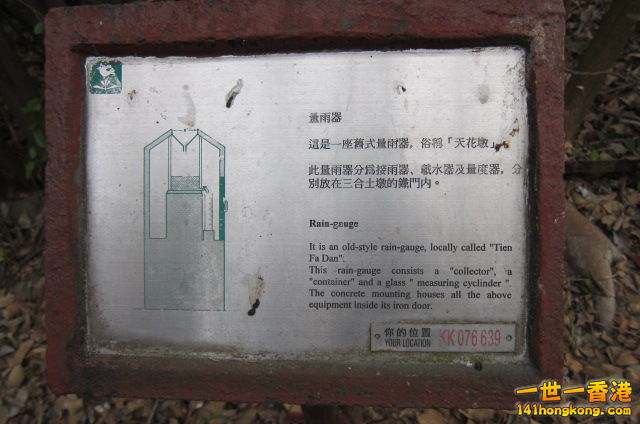 量雨器
這是一座舊式量雨器，俗稱「天花墩」。
此量雨器分為接雨器、載水器及量度器，分
別放在三合土墩的鐵門內。
Rain-gauge
It is an old-style rain-gauge, locally called "Tien
Fa Dan".
This rain-gauge consists a "collector", a
"container" and a glass " measuring cyclinder ".
The concrete mounting houses all the above
equipment inside its iron door.
你的位置
YOUR LOCATION
KK 076 639
一世一香港
141hongkong.com